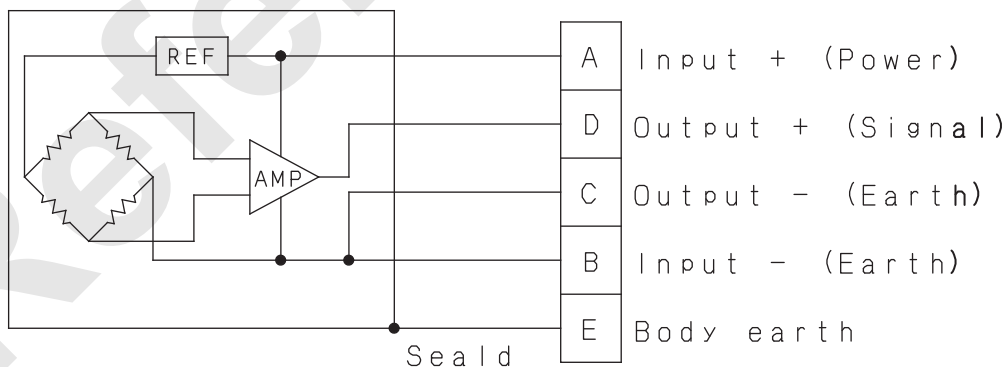 REF
A Input + (Power)
D Output + (Signal)
AMP
C Output - (Earth)
B Input - (Earth)
E Body earth
Seald